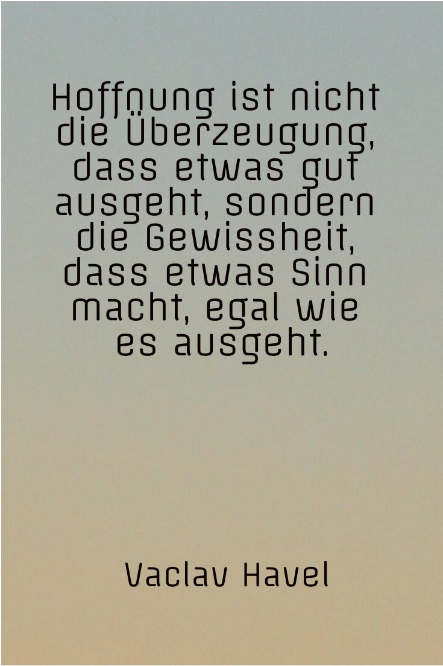 Hoffnung ist nicht
die Überzeugung,
dass etwas gut
ausgeht, sondern
die Gewissheit,
dass etwas Sinn
macht, egal wie
es ausgeht.
Vaclav Havel